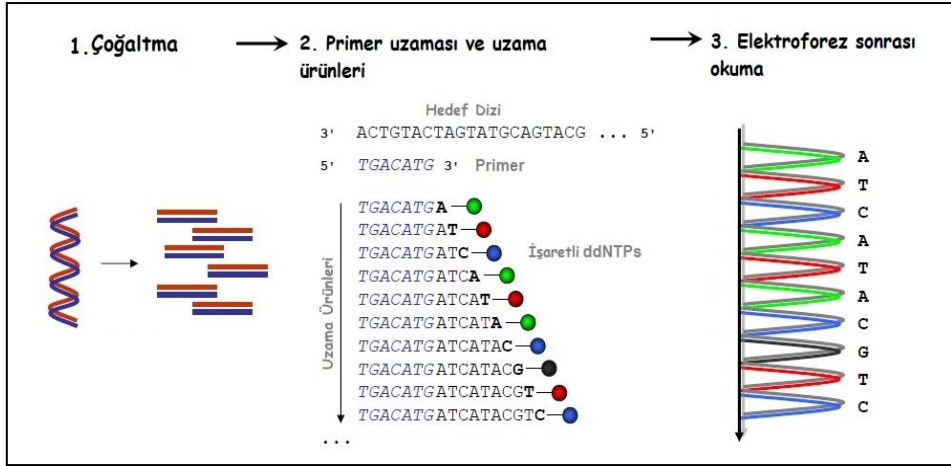 1.Çoğaltma
2. Primer uzaması ve uzama
ürünleri
3. Elektroforez sonrası
okuma
Hedef Dizi
3' ACTGTACTAGTATGCAGTACG ... 5'
5' TGACATG 3' Primer
TGACATGA
TGACATGAT
TGACATGATC
TGACATGATCA
TGACATGATCAT
TGACATGATCATA
TGACATGATCATAC
TGACATGATCATACG
TGACATGATCATACGT
TGACATGATCATACGTC
...
Uzama Ürünleri
İşaretli ddNTPs
A
T
C
A
T
A
C
G
T
C